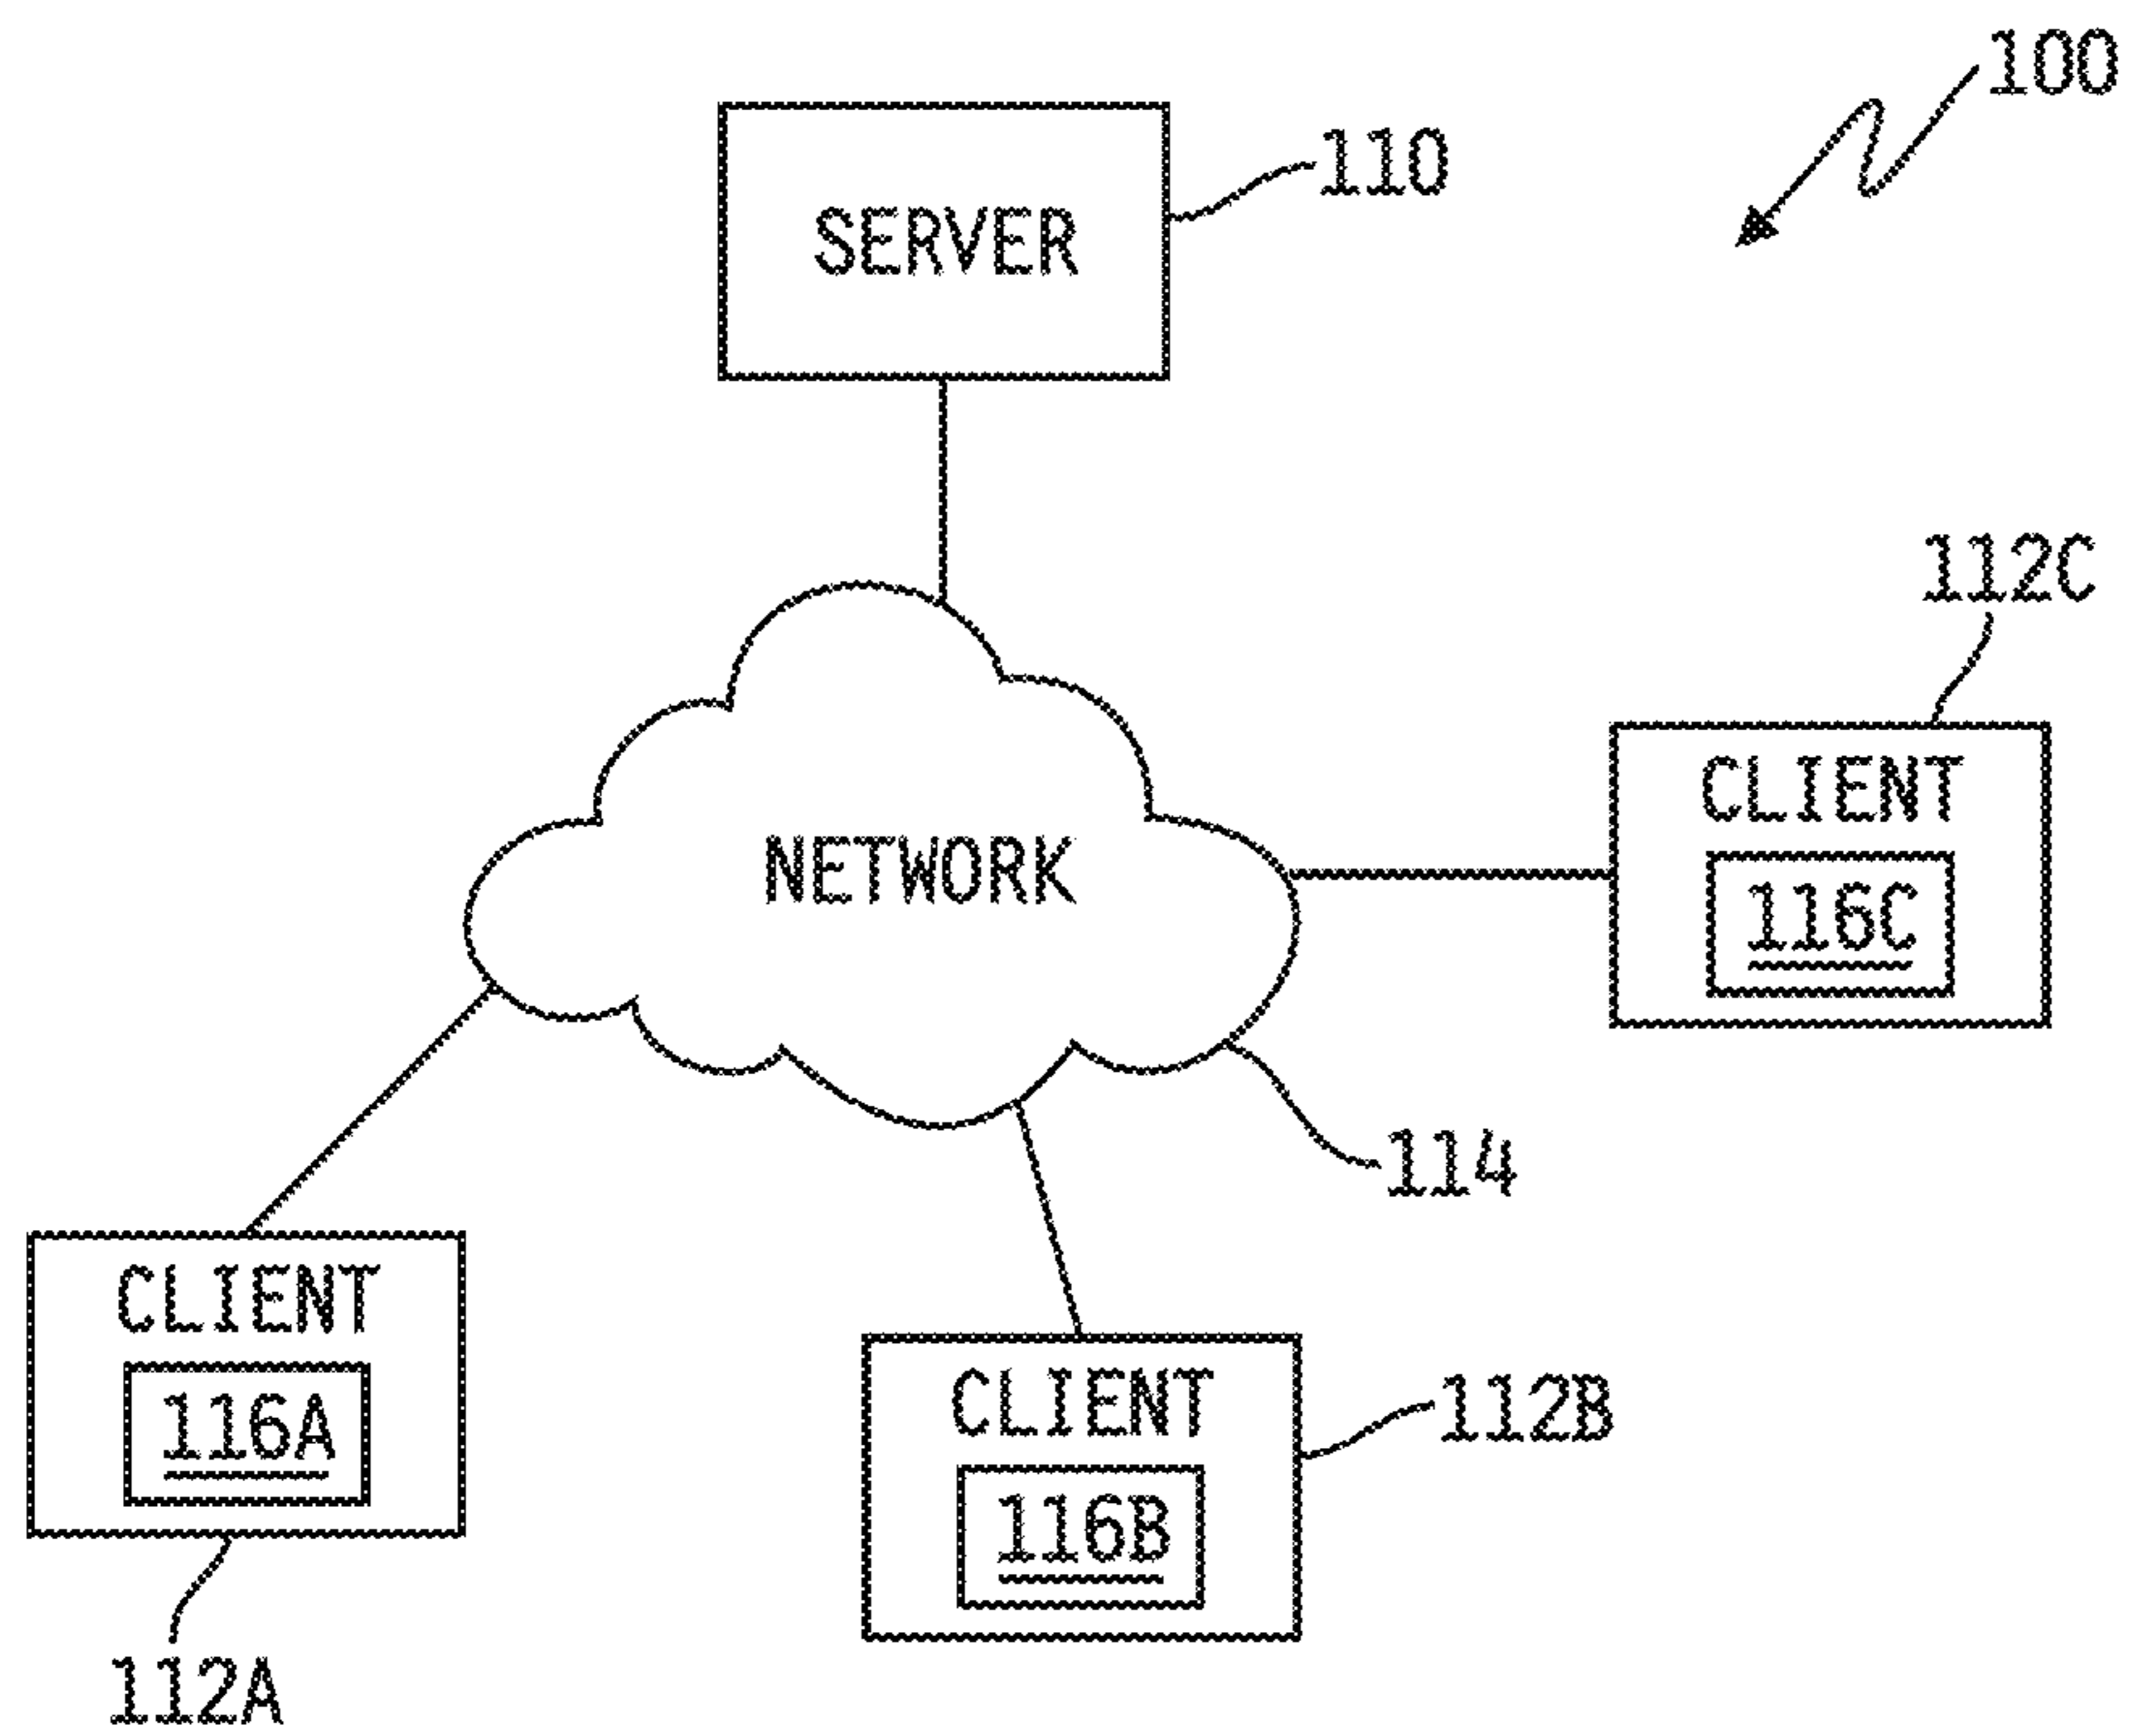 100
110
SERVER
112C
CLIENT
116C
NETWORK
114
CLIENT
116A
112A
CLIENT
116B
112B